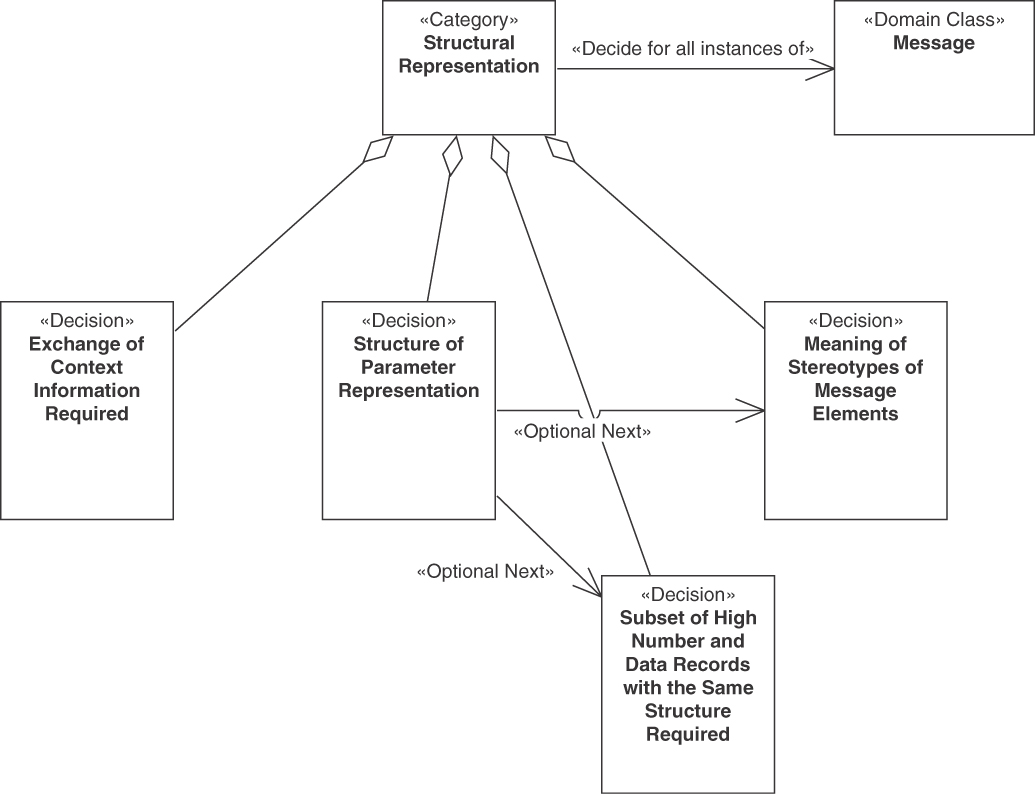 «Category»
Structural
Representation
«Decide for all instances of»
«Domain Class»
Message
«Decision»
Exchange of
Context
Information
Required
«Decision»
Structure of
Parameter
Representation
«Decision»
Meaning of
Stereotypes of
Message
Elements
«Optional Next»
«Optional Next»
«Decision»
Subset of High
Number and
Data Records
with the Same
Structure
Required